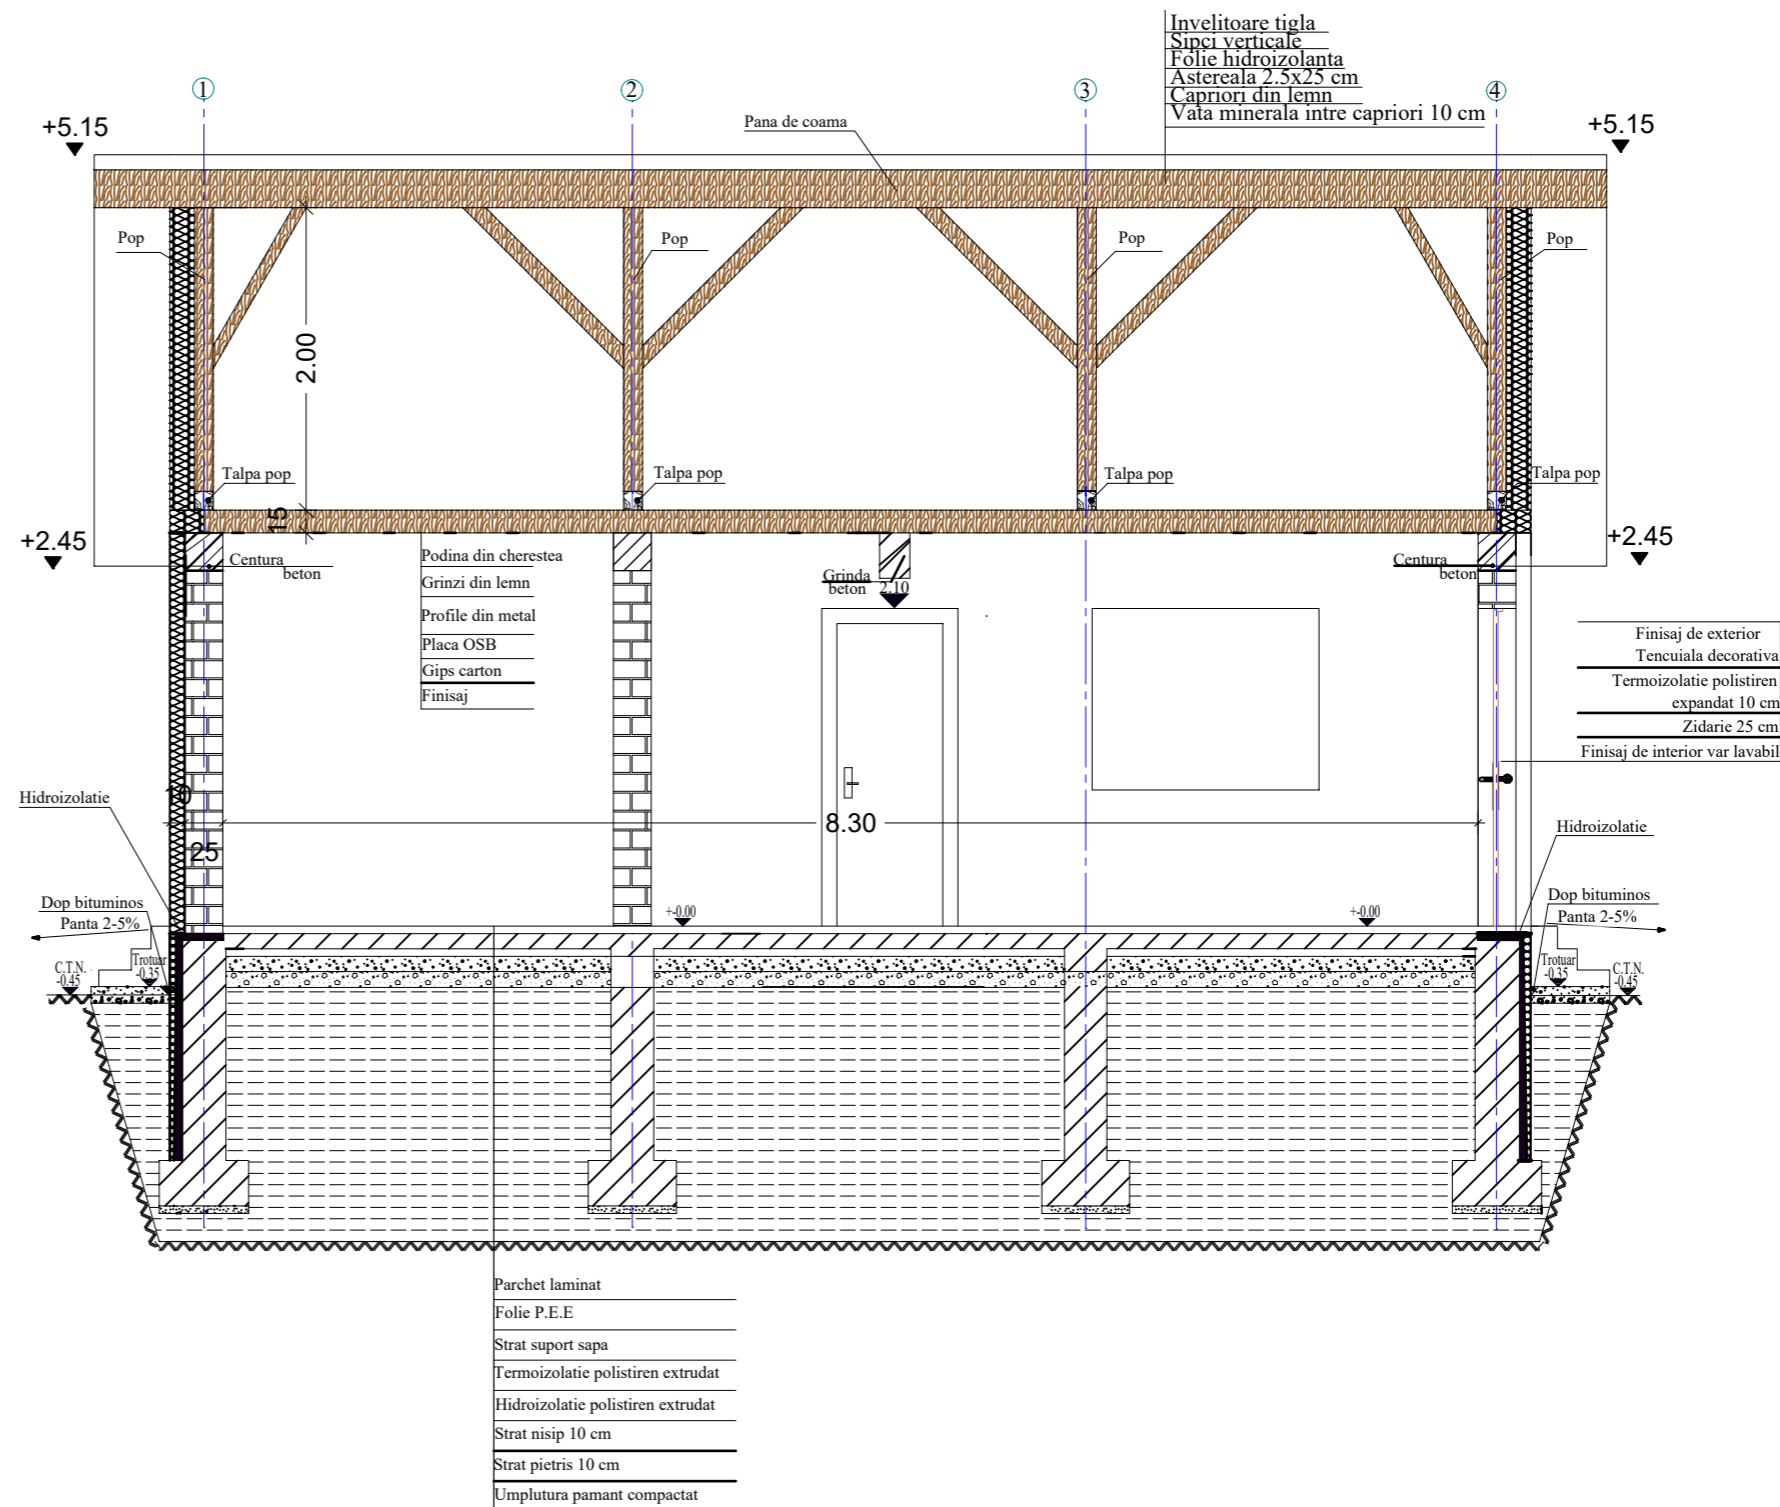 Invelitoare tigla
Sipci verticale
Folie hidroizolanta
Astereala 2.5x25 cm
Capriori din lemn
Vata minerala intre capriori 10 cm
1
2
3
4
+5.15
Pana de coama
+5.15
Pop
Pop
Pop
Pop
2.00
Talpa pop
Talpa pop
Talpa pop
Talpa pop
15
+2.45
+2.45
Centura
beton
Podina din cherestea
Grinzi din lemn
Profile din metal
Placa OSB
Gips carton
Finisaj
Grinda
beton
2.10
Centura
beton
Finisaj de exterior
Tencuiala decorativa
Termoizolatie polistiren
expandat 10 cm
Zidarie 25 cm
Finisaj de interior var lavabil
Hidroizolatie
10
25
8.30
Hidroizolatie
Dop bituminos
Panta 2-5%
+-0.00
+-0.00
Dop bituminos
Panta 2-5%
C.T.N.
-0.45
Trotuar
-0.35
Trotuar
-0.35
C.T.N.
-0.45
Parchet laminat
Folie P.E.E
Strat suport sapa
Termoizolatie polistiren extrudat
Hidroizolatie polistiren extrudat
Strat nisip 10 cm
Strat pietris 10 cm
Umplutura pamant compactat